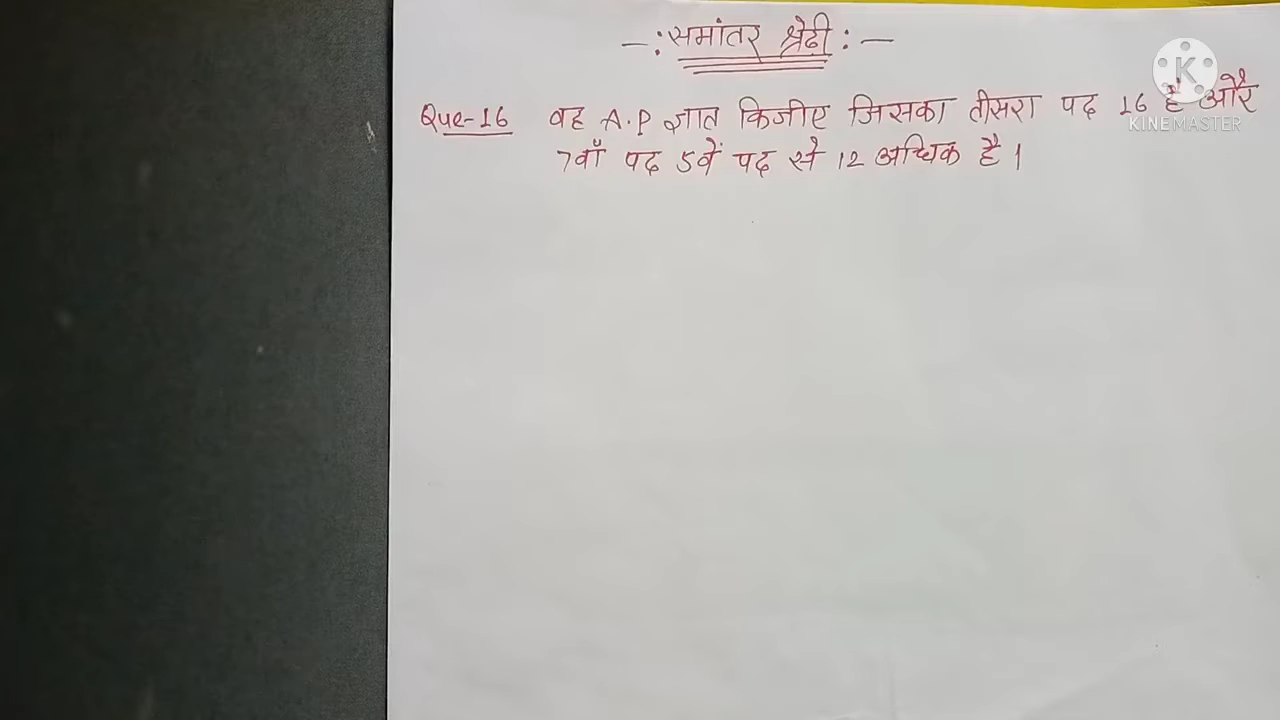 —: समांतर श्रेढी :—
Que-16 वह A.P ज्ञात किजीए जिसका तीसरा पद 16 है और
7वाँ पद 5वें पद से 12 अधिक है।
K
KINEMASTER